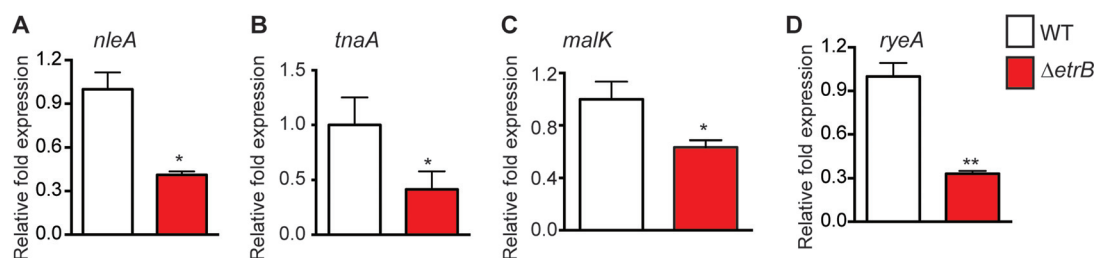 A
nleA
Relative fold expression
1.2
0.9
0.6
0.3
0.0
*
B
tnaA
Relative fold expression
1.5
1.0
0.5
0.0
*
C
malK
Relative fold expression
1.2
0.8
0.4
0.0
*
D
ryeA
Relative fold expression
1.2
0.9
0.6
0.3
0.0
**
WT
ΔetrB